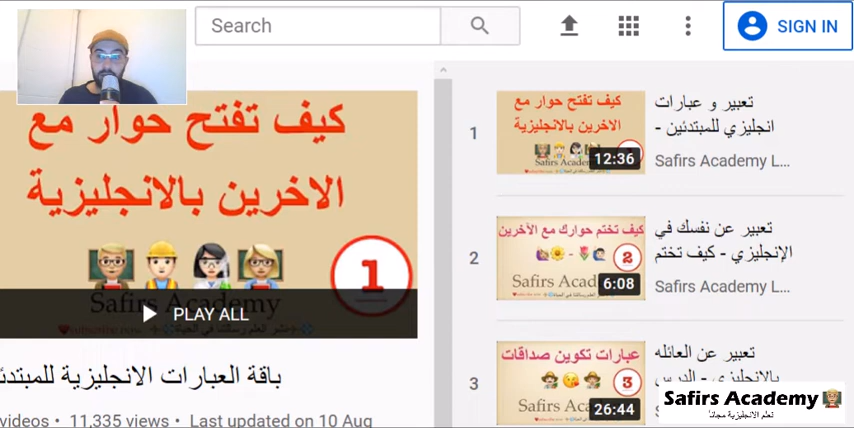 Search
SIGN IN
كيف تفتح حوار مع
الاخرين بالانجليزية
1
Safirs Academy
PLAY ALL
باقة العبارات الانجليزية للمبتدئ
videos • 11,335 views • Last updated on 10 Aug
1
كيف تفتح حوار مع
الاخرين بالانجليزية
Safirs Academy
12:36
تعبير و عبارات
انجليزي للمبتدئين -
Safirs Academy L...
2
كيف تختم حوارك مع الآخرين
2
Safirs Acad
6:08
تعبير عن نفسك في
الإنجليزي - كيف تختم
Safirs Academy L...
3
عبارات تكوين صداقات
3
Safirs Aca
26:44
تعبير عن العائله
بالانجليزي - الدرس
Safirs Academy
تعلم الانجليزية مجانا